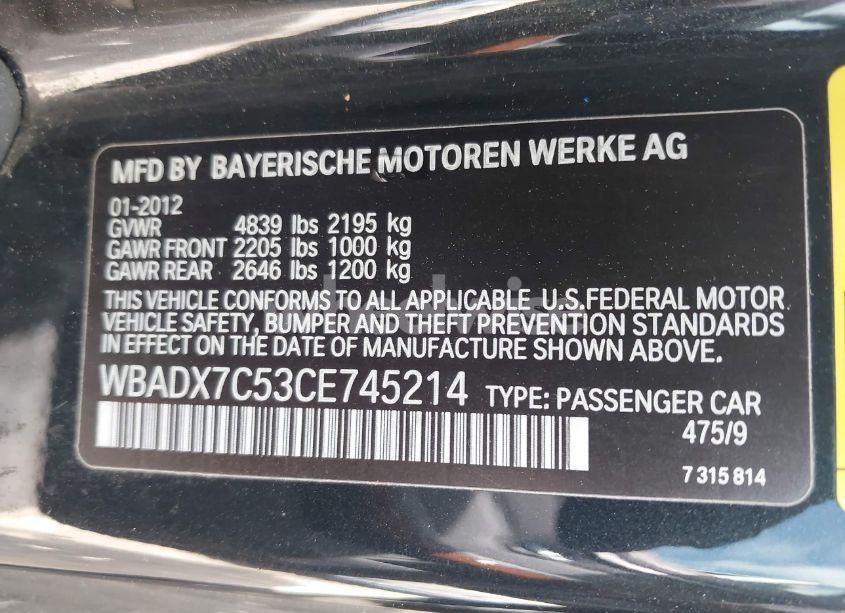 MFD BY BAYERISCHE MOTOREN WERKE AG
01-2012
GVWR 4839 lbs 2195 kg
GAWR FRONT 2205 lbs 1000 kg
GAWR REAR 2646 lbs 1200 kg
THIS VEHICLE CONFORMS TO ALL APPLICABLE U.S.FEDERAL MOTOR
VEHICLE SAFETY, BUMPER AND THEFT PREVENTION STANDARDS
IN EFFECT ON THE DATE OF MANUFACTURE SHOWN ABOVE.
WBADX7C53CE745214 TYPE: PASSENGER CAR
475/9
7 315 814